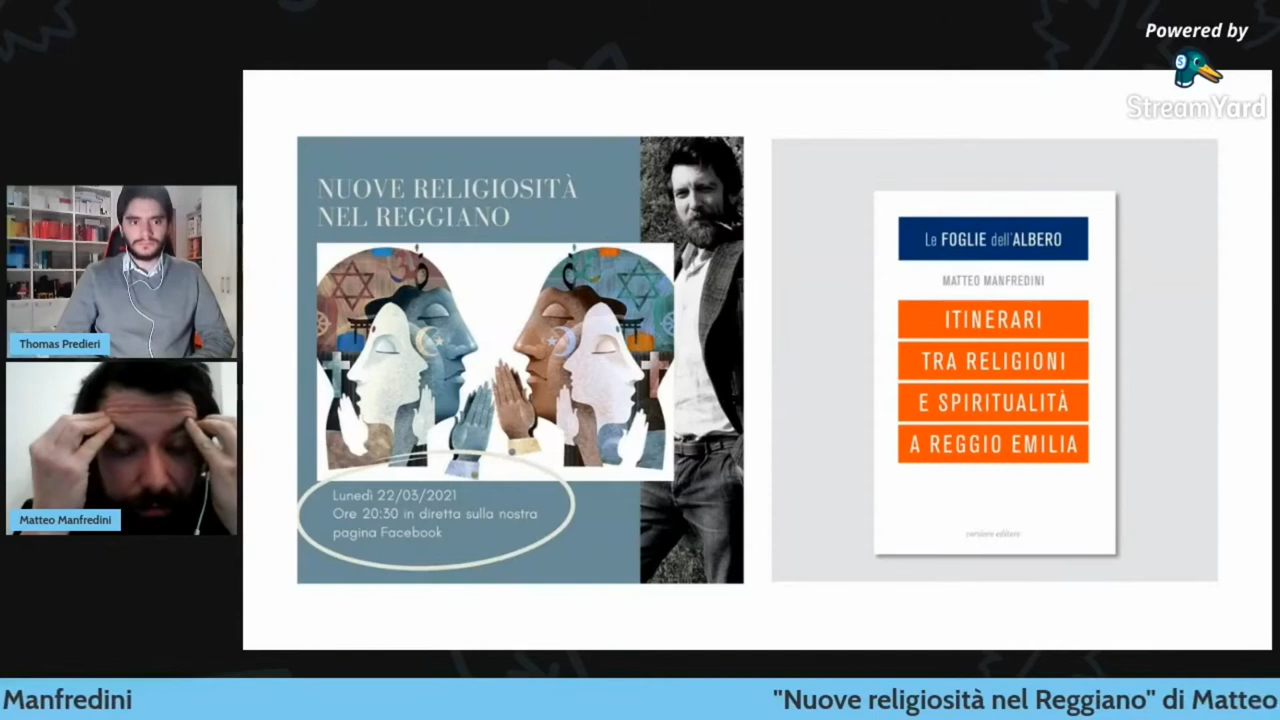 Powered by
StreamYard
NUOVE RELIGIOSITÀ
NEL REGGIANO
Lunedì 22/03/2021
Ore 20:30 in diretta sulla nostra
pagina Facebook
Le FOGLIE dell'ALBERO
MATTEO MANFREDINI
ITINERARI
TRA RELIGIONI
E SPIRITUALITÀ
A REGGIO EMILIA
corsiero editore
Thomas Predieri
Matteo Manfredini
Manfredini
"Nuove religiosità nel Reggiano" di Matteo